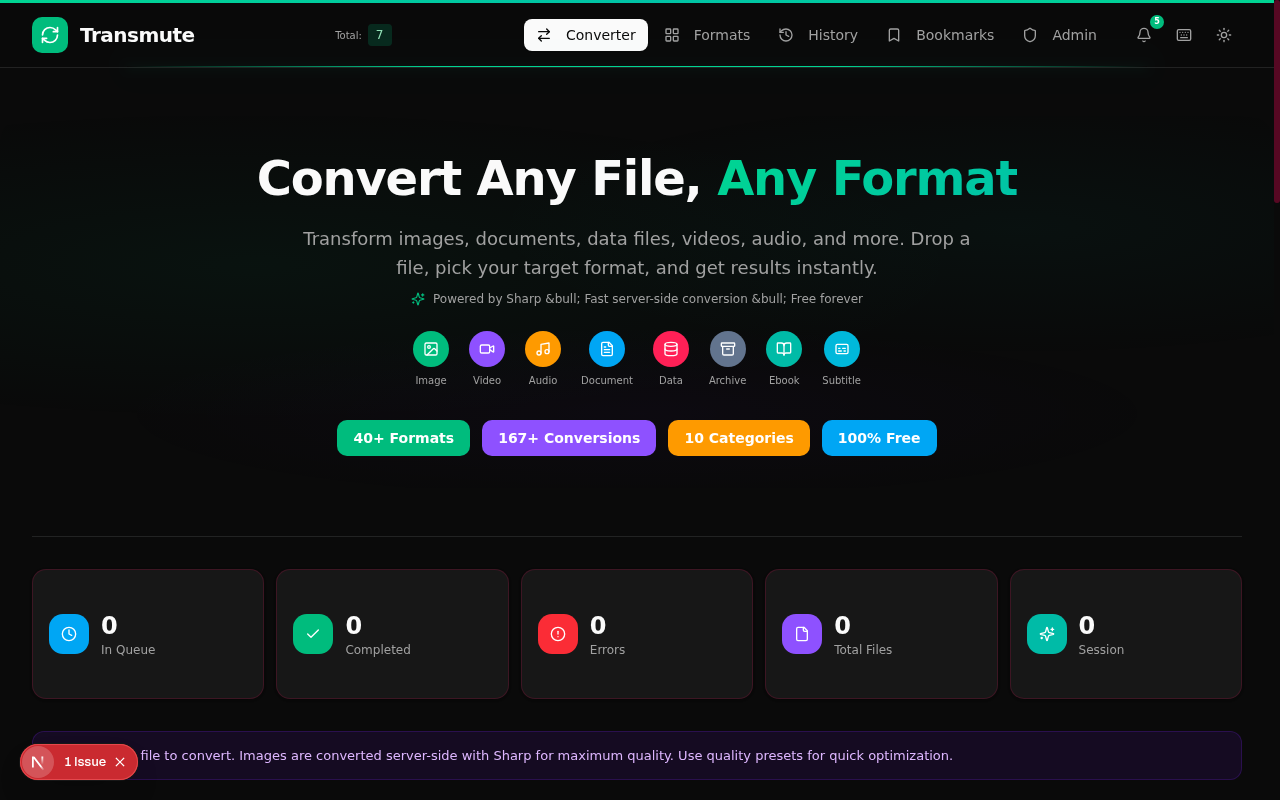 Transmute
Total: 7
Converter
Formats
History
Bookmarks
Admin
5
Convert Any File, Any Format
Transform images, documents, data files, videos, audio, and more. Drop a
file, pick your target format, and get results instantly.
Powered by Sharp &bull; Fast server-side conversion &bull; Free forever
Image
Video
Audio
Document
Data
Archive
Ebook
Subtitle
40+ Formats
167+ Conversions
10 Categories
100% Free
0
In Queue
0
Completed
0
Errors
0
Total Files
0
Session
file to convert. Images are converted server-side with Sharp for maximum quality. Use quality presets for quick optimization.
N
1 Issue